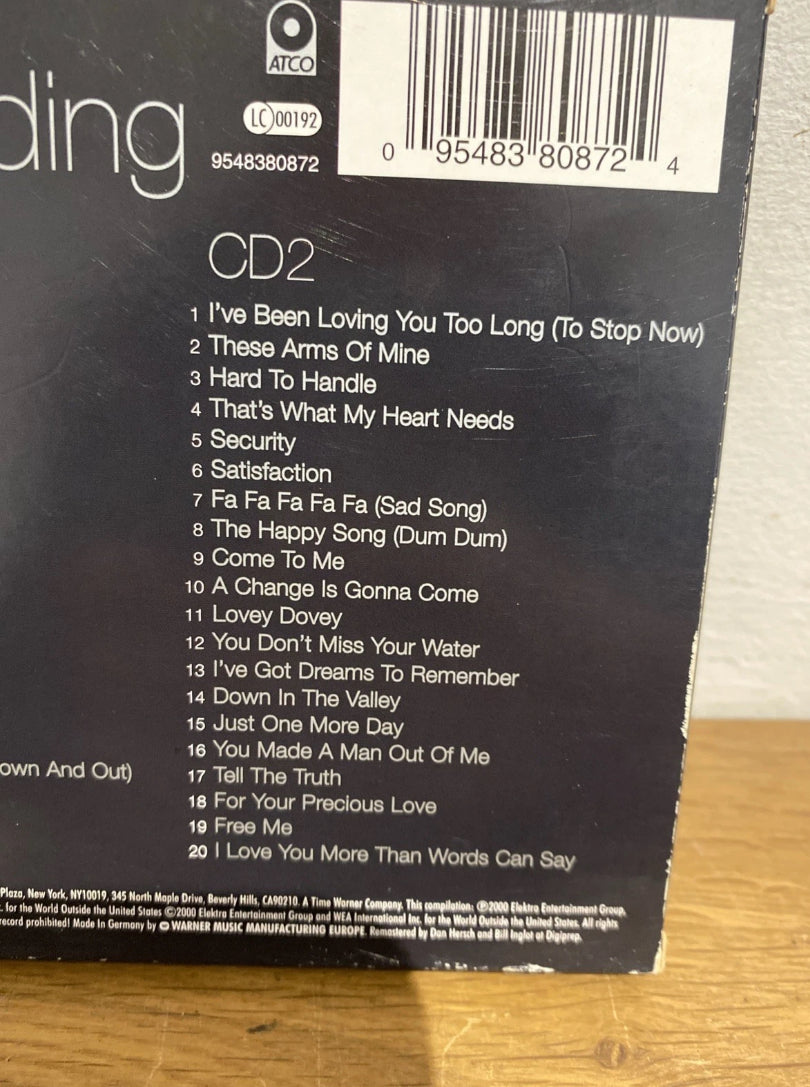 ATCO
LC 00192
ding
9548380872
0 95483 80872 4
CD2
1 I've Been Loving You Too Long (To Stop Now)
2 These Arms Of Mine
3 Hard To Handle
4 That's What My Heart Needs
5 Security
6 Satisfaction
7 Fa Fa Fa Fa Fa (Sad Song)
8 The Happy Song (Dum Dum)
9 Come To Me
10 A Change Is Gonna Come
11 Lovey Dovey
12 You Don't Miss Your Water
13 I've Got Dreams To Remember
14 Down In The Valley
15 Just One More Day
16 You Made A Man Out Of Me
own And Out)
17 Tell The Truth
18 For Your Precious Love
19 Free Me
20 I Love You More Than Words Can Say
Plaza, New York, NY10019, 345 North Maple Drive, Beverly Hills, CA90210. A Time Warner Company. This compilation: ℗2000 Elektra Entertainment Group,
. for the World Outside the United States ©2000 Elektra Entertainment Group and WEA International Inc. for the World Outside the United States. All rights
record prohibited! Made In Germany by WARNER MUSIC MANUFACTURING EUROPE. Remastered by Dan Hersch and Bill Inglot at Digiprep.